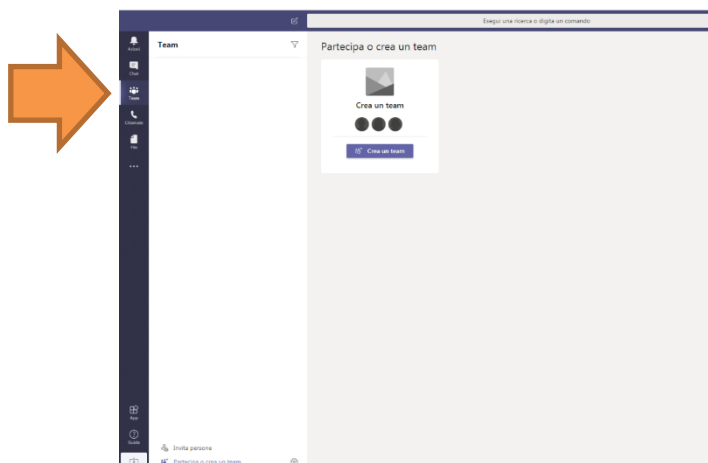 Esegui una ricerca o digita un comando
Attività
Chat
Team
Chiamate
File
App
Guida
Team
Invita persone
Partecipa o crea un team
Partecipa o crea un team
Crea un team
Crea un team